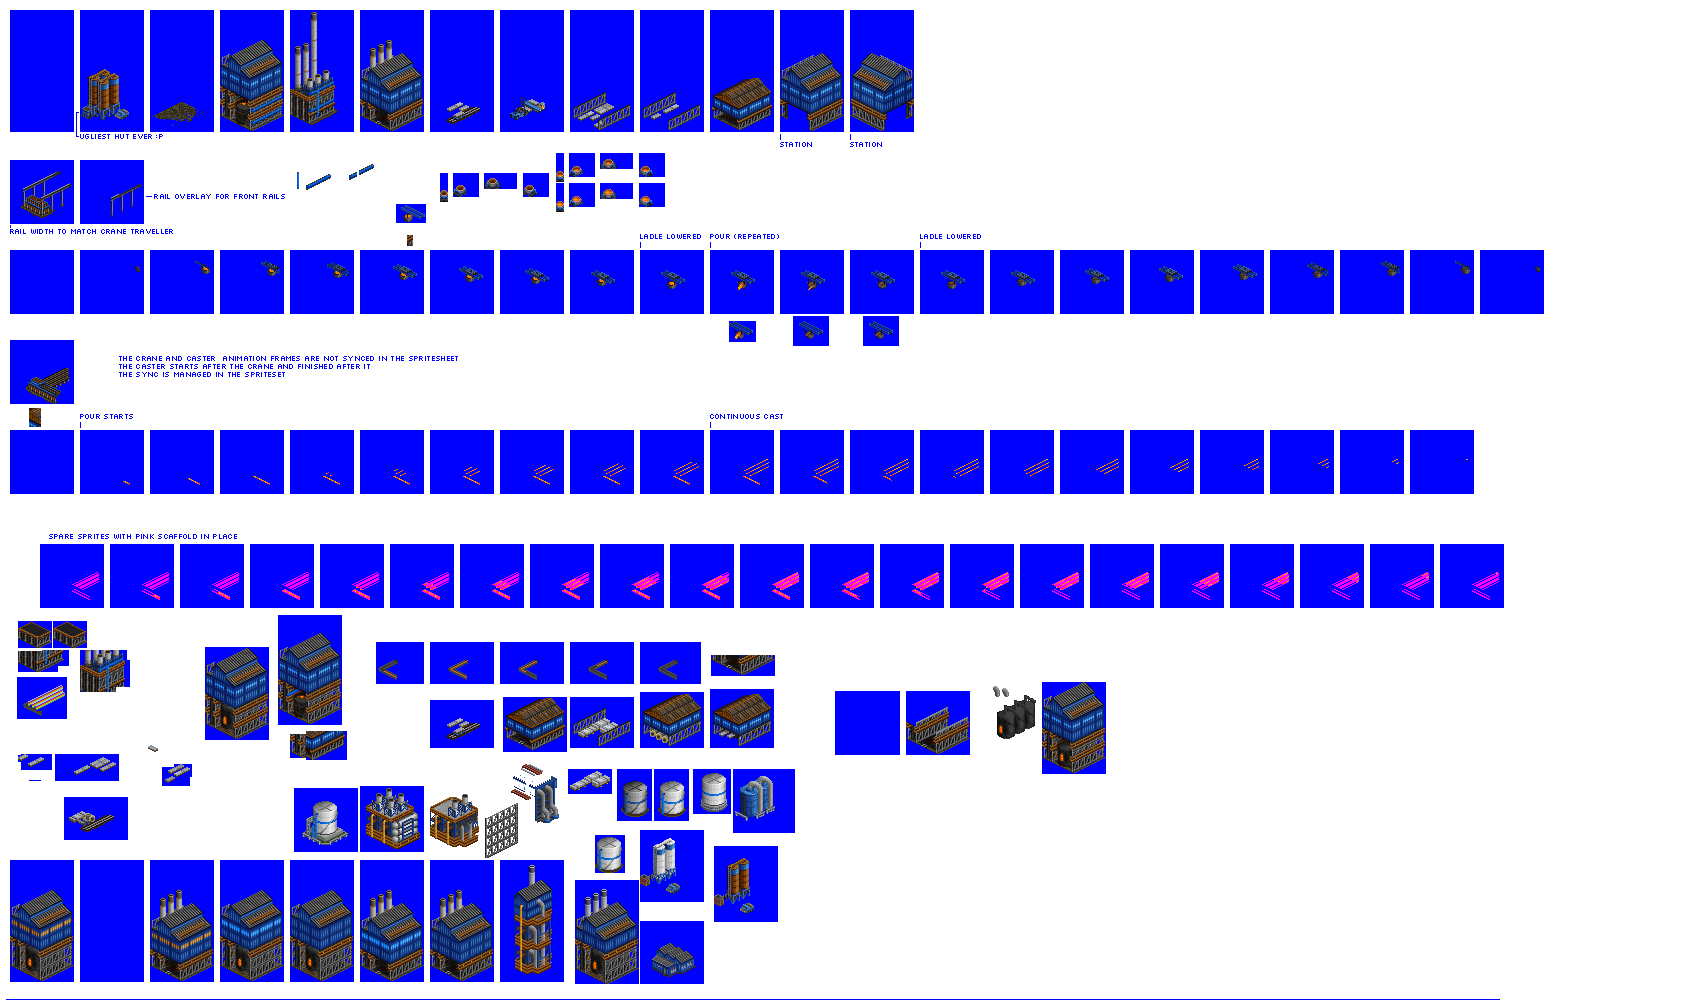 UGLIEST HUT EVER :P
STATION
STATION
RAIL OVERLAY FOR FRONT RAILS
RAIL WIDTH TO MATCH CRANE TRAVELLER
LADLE LOWERED
POUR (REPEATED)
LADLE LOWERED
THE CRANE AND CASTER ANIMATION FRAMES ARE NOT SYNCED IN THE SPRITESHEET
THE CASTER STARTS AFTER THE CRANE AND FINISHED AFTER IT
THE SYNC IS MANAGED IN THE SPRITESET
POUR STARTS
CONTINUOUS CAST
SPARE SPRITES WITH PINK SCAFFOLD IN PLACE